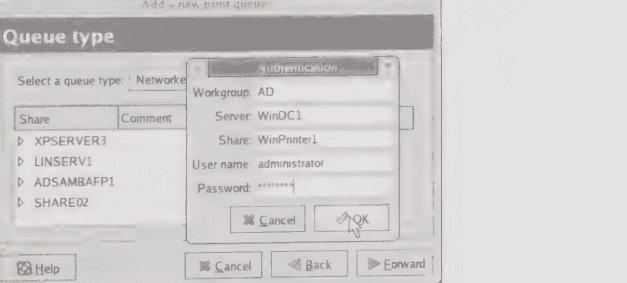 Add a new print queue
Queue type
Select a queue type: Networke
Share Comment
XPSERVER3
LINSERV1
ADSAMBAFP1
SHARE02
Authentication
Workgroup: AD
Server: WinDC1
Share: WinPrinter1
User name: administrator
Password: ********
Cancel OK
Help Cancel Back Forward